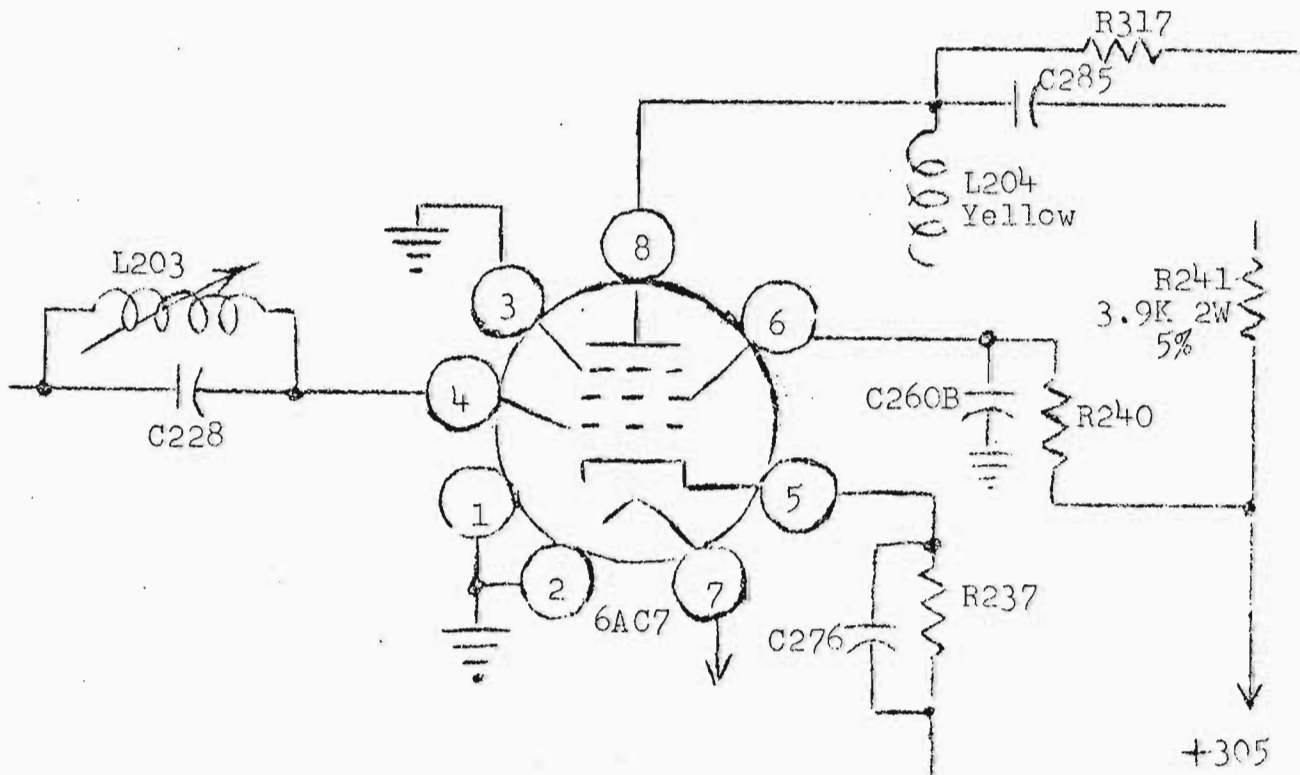 R317
C285
L204
Yellow
8
L203
3
6
R241
3.9K 2W
5%
4
C260B
R240
C228
1
5
2
7
6AC7
R237
C276
+305